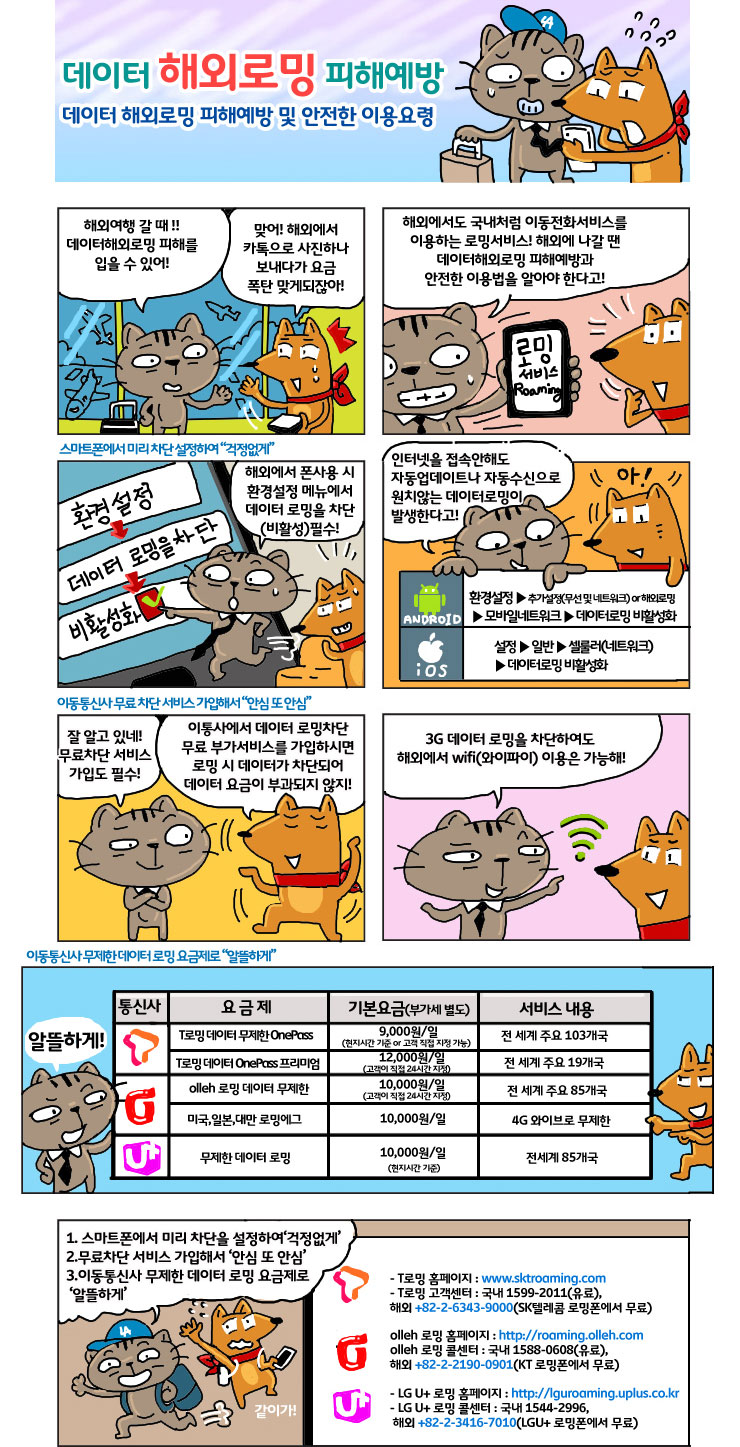 데이터 해외로밍 피해예방
데이터 해외로밍 피해예방 및 안전한 이용요령
해외여행 갈 때 !!
데이터해외로밍 피해를
입을 수 있어!
맞어! 해외에서
카톡으로 사진하나
보내다가 요금
폭탄 맞게되잖아!
해외에서도 국내처럼 이동전화서비스를
이용하는 로밍서비스! 해외에 나갈 땐
데이터해외로밍 피해예방과
안전한 이용법을 알아야 한다고!
로밍
서비스
Roaming
스마트폰에서 미리 차단 설정하여 "걱정없게"
해외에서 폰사용 시
환경설정 메뉴에서
데이터 로밍을 차단
(비활성)필수!
환경설정
데이터 로밍을 차단
비활성화
인터넷을 접속안해도
자동업데이트나 자동수신으로
원치않는 데이터로밍이
발생한다고!
아!
ANDROID
환경설정 ▶ 추가설정(무선 및 네트워크) or 해외로밍
▶ 모바일네트워크 ▶ 데이터로밍 비활성화
iOS
설정 ▶ 일반 ▶ 셀룰러(네트워크)
▶ 데이터로밍 비활성화
이동통신사 무료 차단 서비스 가입해서 "안심 또 안심"
잘 알고 있네!
무료차단 서비스
가입도 필수!
이통사에서 데이터 로밍차단
무료 부가서비스를 가입하시면
로밍 시 데이터가 차단되어
데이터 요금이 부과되지 않지!
3G 데이터 로밍을 차단하여도
해외에서 wifi(와이파이) 이용은 가능해!
이동통신사 무제한 데이터 로밍 요금제로 "알뜰하게"
알뜰하게!
통신사 요 금 제 기본요금(부가세 별도) 서비스 내용
T로밍 데이터 무제한 OnePass 9,000원/일 (현지시간 기준 or 고객 직접 지정 가능) 전 세계 주요 103개국
T로밍 데이터 OnePass 프리미엄 12,000원/일 (고객이 직접 24시간 지정) 전 세계 주요 19개국
olleh 로밍 데이터 무제한 10,000원/일 (고객이 직접 24시간 지정) 전 세계 주요 85개국
미국,일본,대만 로밍에그 10,000원/일 4G 와이브로 무제한
U+ 무제한 데이터 로밍 10,000원/일 (현지시간 기준) 전세계 85개국
1. 스마트폰에서 미리 차단을 설정하여'걱정없게'
2.무료차단 서비스 가입해서 '안심 또 안심'
3.이동통신사 무제한 데이터 로밍 요금제로
'알뜰하게'
같이가!
- T로밍 홈페이지 : www.sktroaming.com
- T로밍 고객센터 : 국내 1599-2011(유료),
해외 +82-2-6343-9000(SK텔레콤 로밍폰에서 무료)
olleh 로밍 홈페이지 : http://roaming.olleh.com
olleh 로밍 콜센터 : 국내 1588-0608(유료),
해외 +82-2-2190-0901(KT 로밍폰에서 무료)
U+
- LG U+ 로밍 홈페이지 : http://lguroaming.uplus.co.kr
- LG U+ 로밍 콜센터 : 국내 1544-2996,
해외 +82-2-3416-7010(LGU+ 로밍폰에서 무료)